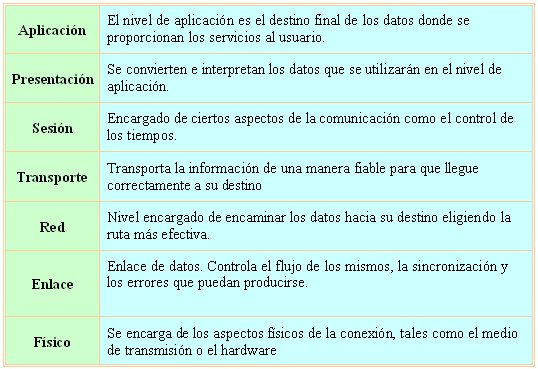 Aplicación
El nivel de aplicación es el destino final de los datos donde se
proporcionan los servicios al usuario.
Presentación
Se convierten e interpretan los datos que se utilizarán en el nivel de
aplicación.
Sesión
Encargado de ciertos aspectos de la comunicación como el control de
los tiempos.
Transporte
Transporta la información de una manera fiable para que llegue
correctamente a su destino
Red
Nivel encargado de encaminar los datos hacia su destino eligiendo la
ruta más efectiva.
Enlace
Enlace de datos. Controla el flujo de los mismos, la sincronización y
los errores que puedan producirse.
Físico
Se encarga de los aspectos físicos de la conexión, tales como el medio
de transmisión o el hardware